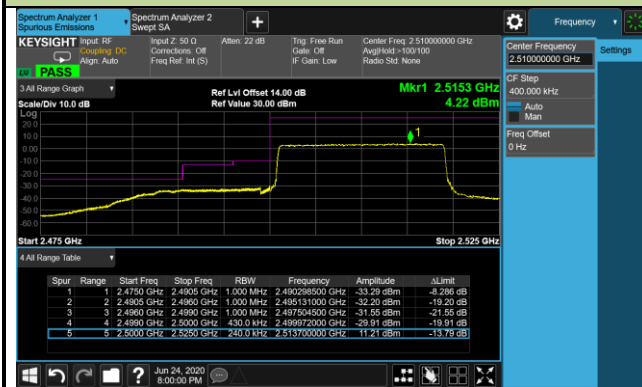 Spectrum Analyzer 1
Spurious Emissions
Spectrum Analyzer 2
Swept SA
+
Frequency
KEYSIGHT
Input: RF
Coupling: DC
Align: Auto
Input Z: 50 Ω
Corrections: Off
Freq Ref: Int (S)
Atten: 22 dB
Trig: Free Run
Gate: Off
IF Gain: Low
Center Freq: 2.510000000 GHz
Avg|Hold:>100/100
Radio Std: None
LV PASS
Center Frequency
2.510000000 GHz
Settings
CF Step
400.000 kHz
Auto
Man
Freq Offset
0 Hz
3 All Range Graph
Scale/Div 10.0 dB
Ref Lvl Offset 14.00 dB
Ref Value 30.00 dBm
Mkr1 2.5153 GHz
4.22 dBm
Log
20.0
10.0
0.00
-10.0
-20.0
-30.0
-40.0
-50.0
-60.0
1
Start 2.475 GHz
Stop 2.525 GHz
4 All Range Table
Spur Range Start Freq Stop Freq RBW Frequency Amplitude ΔLimit
1 1 2.4750 GHz 2.4905 GHz 1.000 MHz 2.490298500 GHz -33.29 dBm -8.286 dB
2 2 2.4905 GHz 2.4960 GHz 1.000 MHz 2.495131000 GHz -32.20 dBm -19.20 dB
3 3 2.4960 GHz 2.4990 GHz 1.000 MHz 2.497504500 GHz -31.55 dBm -21.55 dB
4 4 2.4990 GHz 2.5000 GHz 430.0 kHz 2.499972000 GHz -29.91 dBm -19.91 dB
5 5 2.5000 GHz 2.5250 GHz 240.0 kHz 2.513700000 GHz 11.21 dBm -13.79 dB
?
Jun 24, 2020
8:00:00 PM